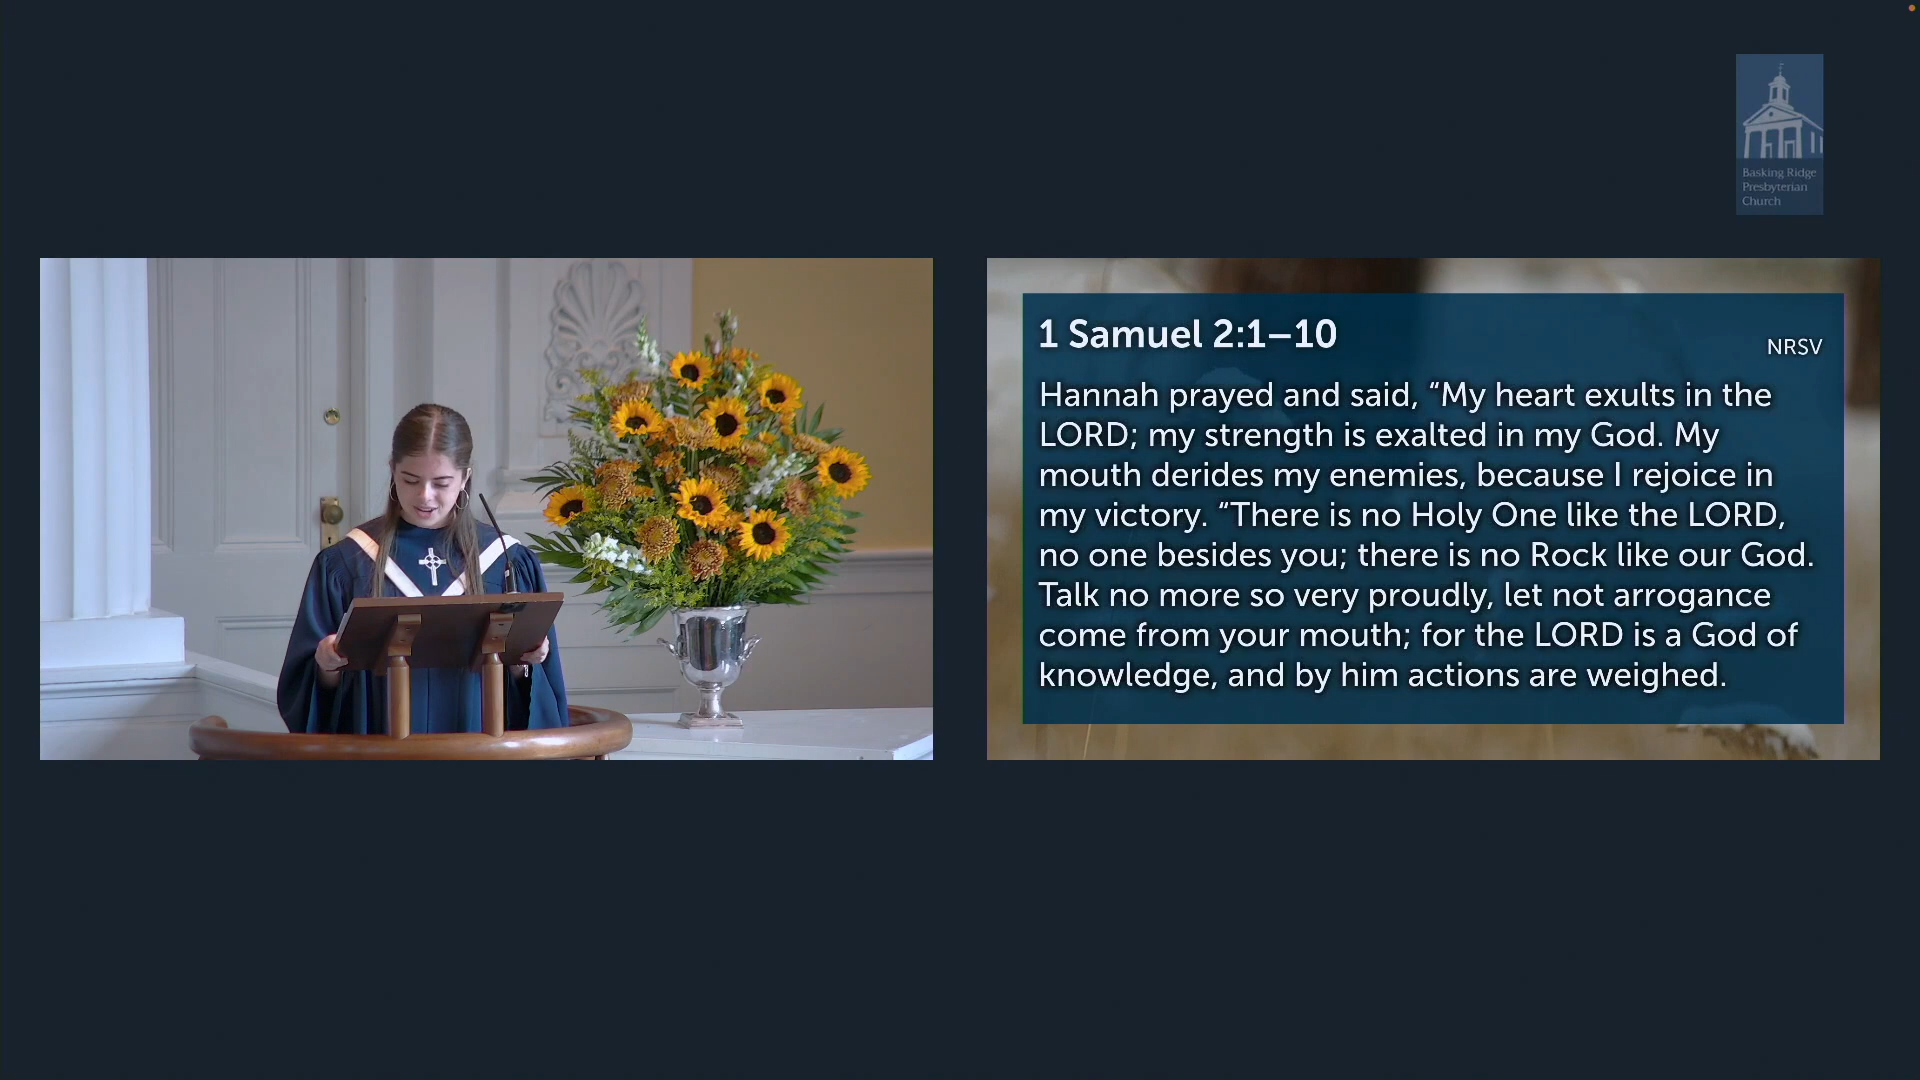 Basking Ridge
Presbyterian
Church
1 Samuel 2:1–10
NRSV
Hannah prayed and said, “My heart exults in the
LORD; my strength is exalted in my God. My
mouth derides my enemies, because I rejoice in
my victory. “There is no Holy One like the LORD,
no one besides you; there is no Rock like our God.
Talk no more so very proudly, let not arrogance
come from your mouth; for the LORD is a God of
knowledge, and by him actions are weighed.